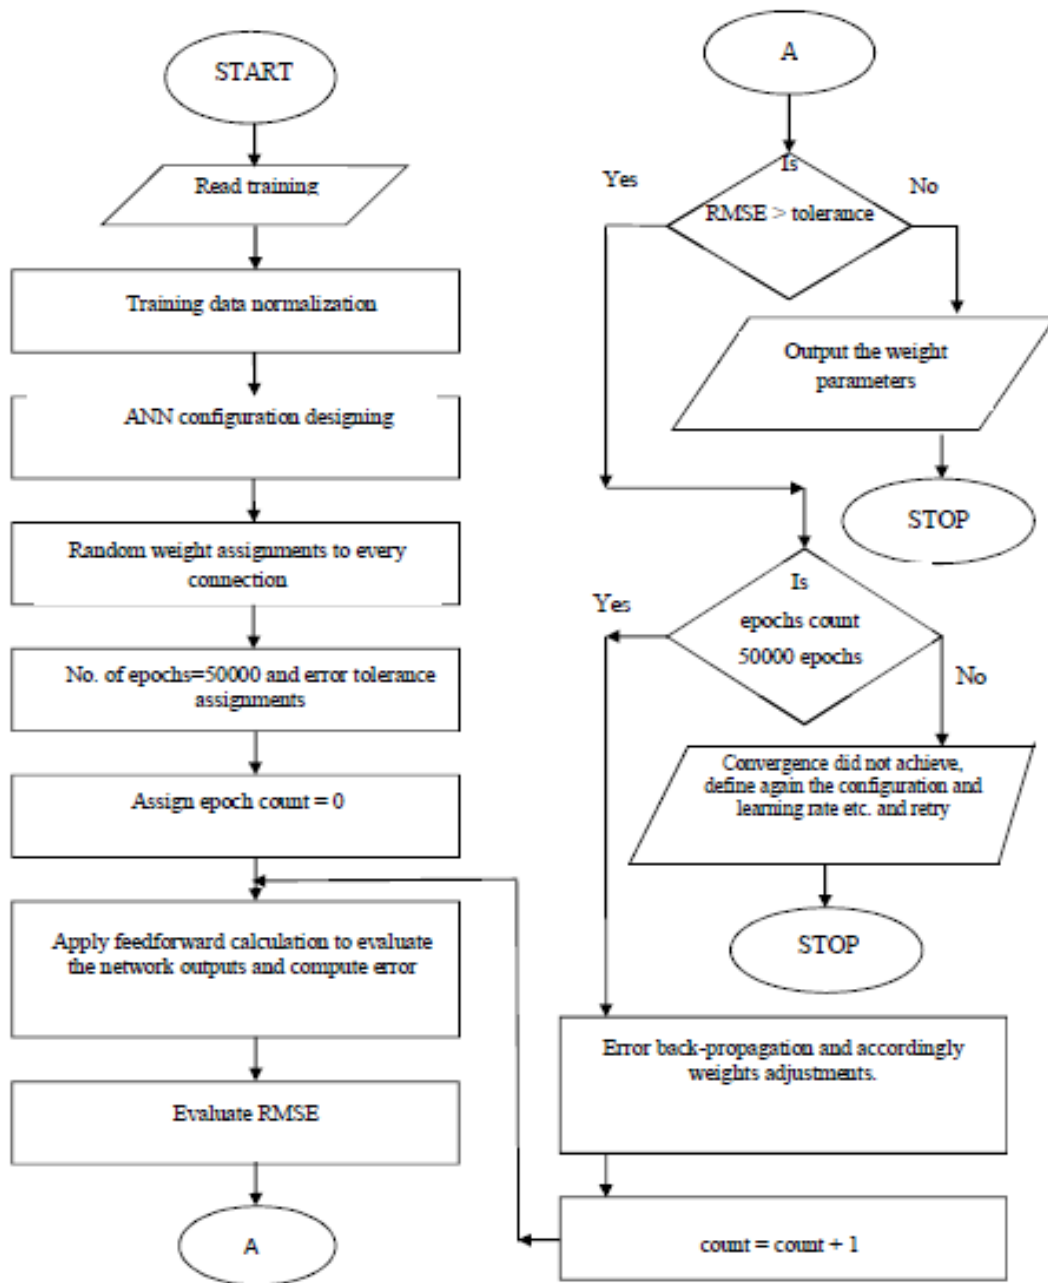 START
Read training
Training data normalization
ANN configuration designing
Random weight assignments to every
connection
No. of epochs=50000 and error tolerance
assignments
Assign epoch count = 0
Apply feedforward calculation to evaluate
the network outputs and compute error
Evaluate RMSE
A
A
Is
RMSE > tolerance
Yes
No
Output the weight
parameters
STOP
Is
epochs count
50000 epochs
Yes
No
Convergence did not achieve,
define again the configuration and
learning rate etc. and retry
STOP
Error back-propagation and accordingly
weights adjustments.
count = count + 1